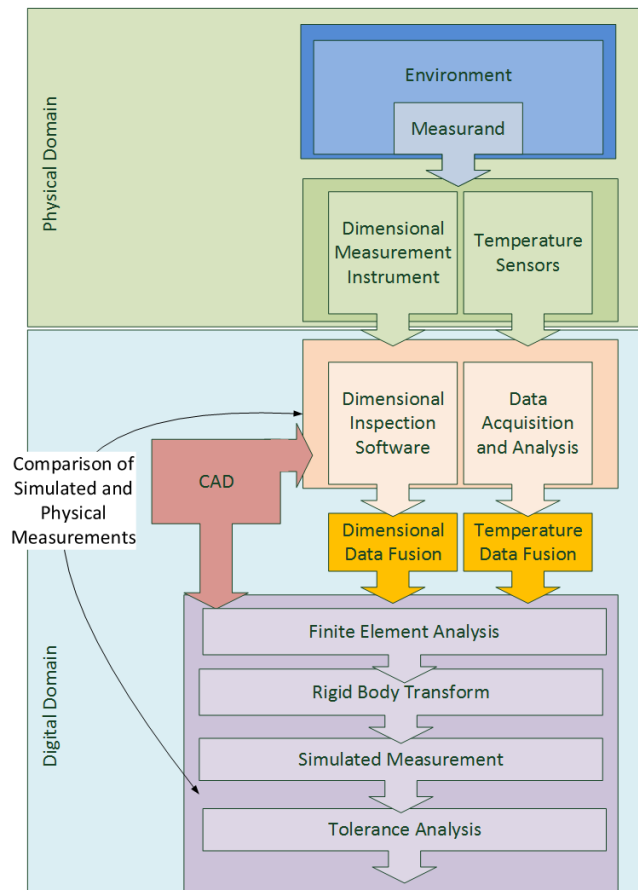 Physical Domain
Environment
Measurand
Dimensional
Measurement
Instrument
Temperature
Sensors
Digital Domain
Dimensional
Inspection
Software
Data
Acquisition
and Analysis
Comparison of
Simulated and
Physical
Measurements
CAD
Dimensional
Data Fusion
Temperature
Data Fusion
Finite Element Analysis
Rigid Body Transform
Simulated Measurement
Tolerance Analysis